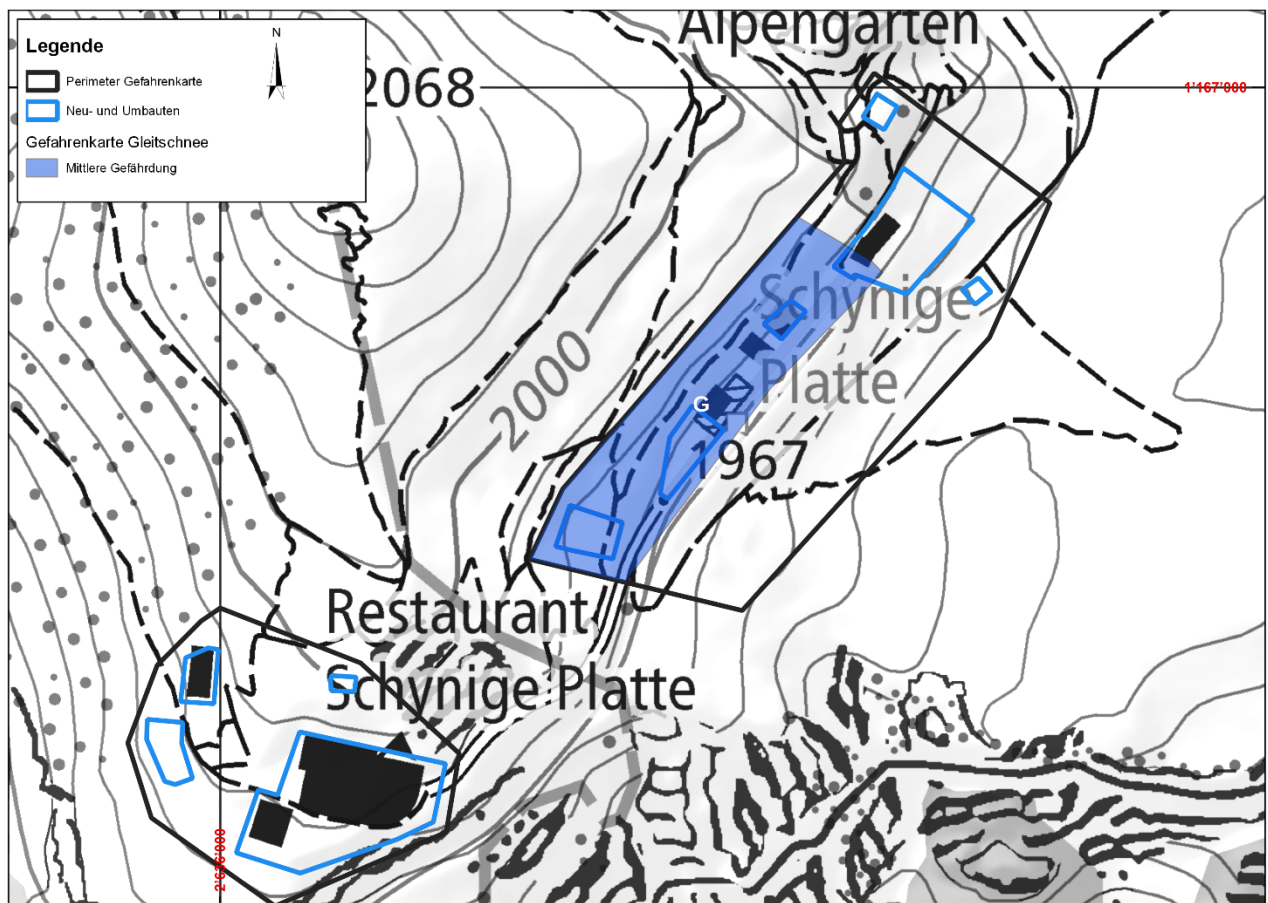 Legende
N
Perimeter Gefahrenkarte
Neu- und Umbauten
Gefahrenkarte Gleitschnee
Mittlere Gefährdung
Alpengarten
2068
1'167'000
2000
Schynige
Platte
G
1967
Restaurant
Schynige Platte
2'636'000